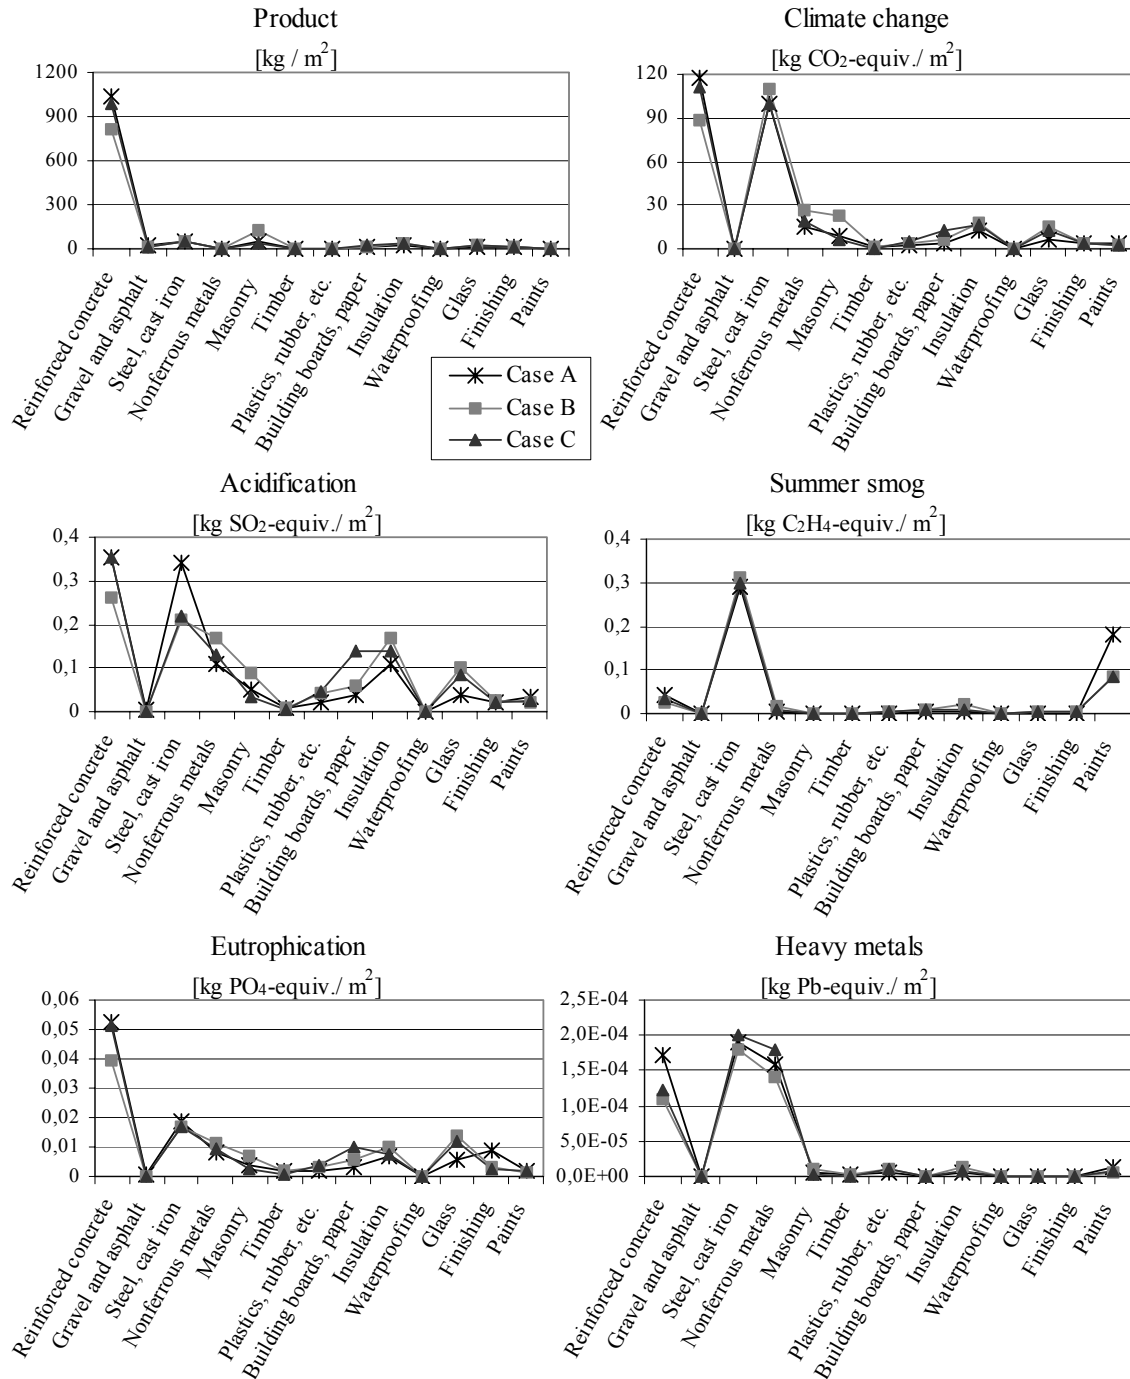 Product
[kg / m²]
1200
900
600
300
0
Reinforced concrete
Gravel and asphalt
Steel, cast iron
Nonferrous metals
Masonry
Timber
Plastics, rubber, etc.
Building boards, paper
Insulation
Waterproofing
Glass
Finishing
Paints
Climate change
[kg CO₂-equiv./ m²]
120
90
60
30
0
Reinforced concrete
Gravel and asphalt
Steel, cast iron
Nonferrous metals
Masonry
Timber
Plastics, rubber, etc.
Building boards, paper
Insulation
Waterproofing
Glass
Finishing
Paints
Case A
Case B
Case C
Acidification
[kg SO₂-equiv./ m²]
0,4
0,3
0,2
0,1
0
Reinforced concrete
Gravel and asphalt
Steel, cast iron
Nonferrous metals
Masonry
Timber
Plastics, rubber, etc.
Building boards, paper
Insulation
Waterproofing
Glass
Finishing
Paints
Summer smog
[kg C₂H₄-equiv./ m²]
0,4
0,3
0,2
0,1
0
Reinforced concrete
Gravel and asphalt
Steel, cast iron
Nonferrous metals
Masonry
Timber
Plastics, rubber, etc.
Building boards, paper
Insulation
Waterproofing
Glass
Finishing
Paints
Eutrophication
[kg PO₄-equiv./ m²]
0,06
0,05
0,04
0,03
0,02
0,01
0
Reinforced concrete
Gravel and asphalt
Steel, cast iron
Nonferrous metals
Masonry
Timber
Plastics, rubber, etc.
Building boards, paper
Insulation
Waterproofing
Glass
Finishing
Paints
Heavy metals
[kg Pb-equiv./ m²]
2,5E-04
2,0E-04
1,5E-04
1,0E-04
5,0E-05
0,0E+00
Reinforced concrete
Gravel and asphalt
Steel, cast iron
Nonferrous metals
Masonry
Timber
Plastics, rubber, etc.
Building boards, paper
Insulation
Waterproofing
Glass
Finishing
Paints